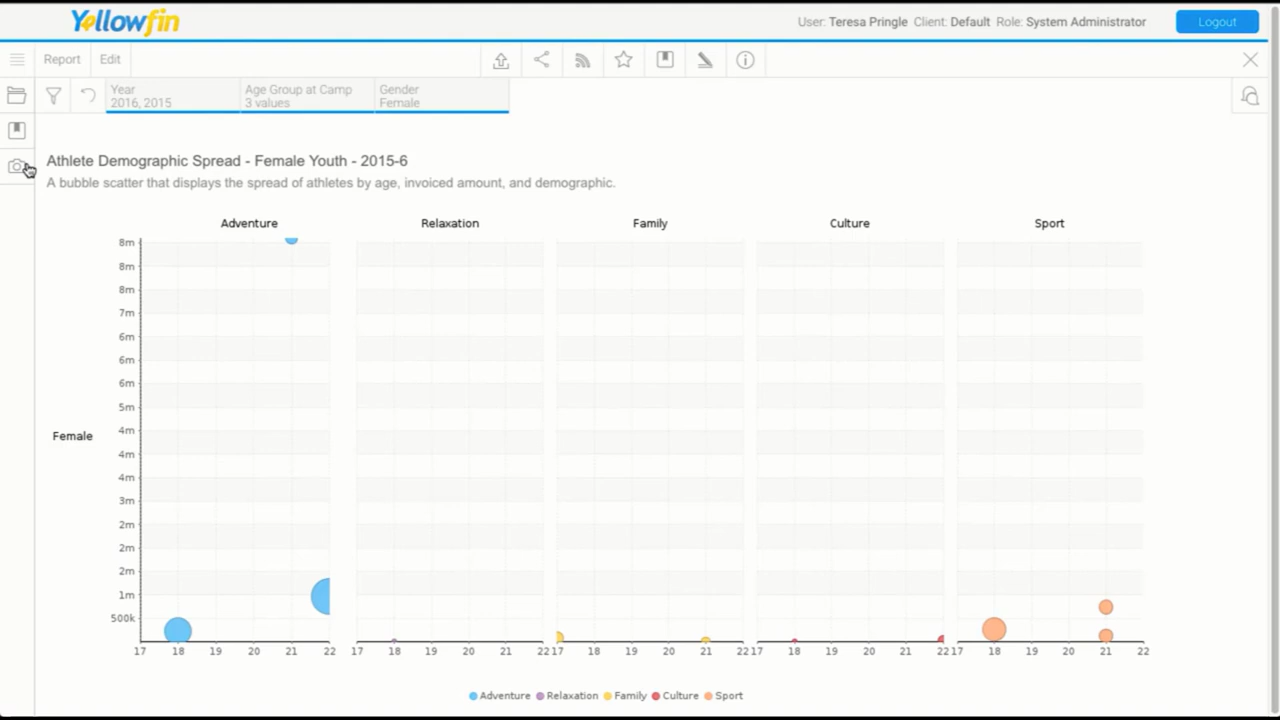 Yellowfin
User: Teresa Pringle Client: Default Role: System Administrator
Logout
Report Edit
Year
2016, 2015
Age Group at Camp
3 values
Gender
Female
Athlete Demographic Spread - Female Youth - 2015-6
A bubble scatter that displays the spread of athletes by age, invoiced amount, and demographic.
Adventure Relaxation Family Culture Sport
8m
8m
8m
7m
6m
6m
6m
5m
4m
Female
4m
4m
3m
2m
2m
2m
1m
500k
17 18 19 20 21 22 17 18 19 20 21 22 17 18 19 20 21 22 17 18 19 20 21 22 17 18 19 20 21 22
Adventure Relaxation Family Culture Sport